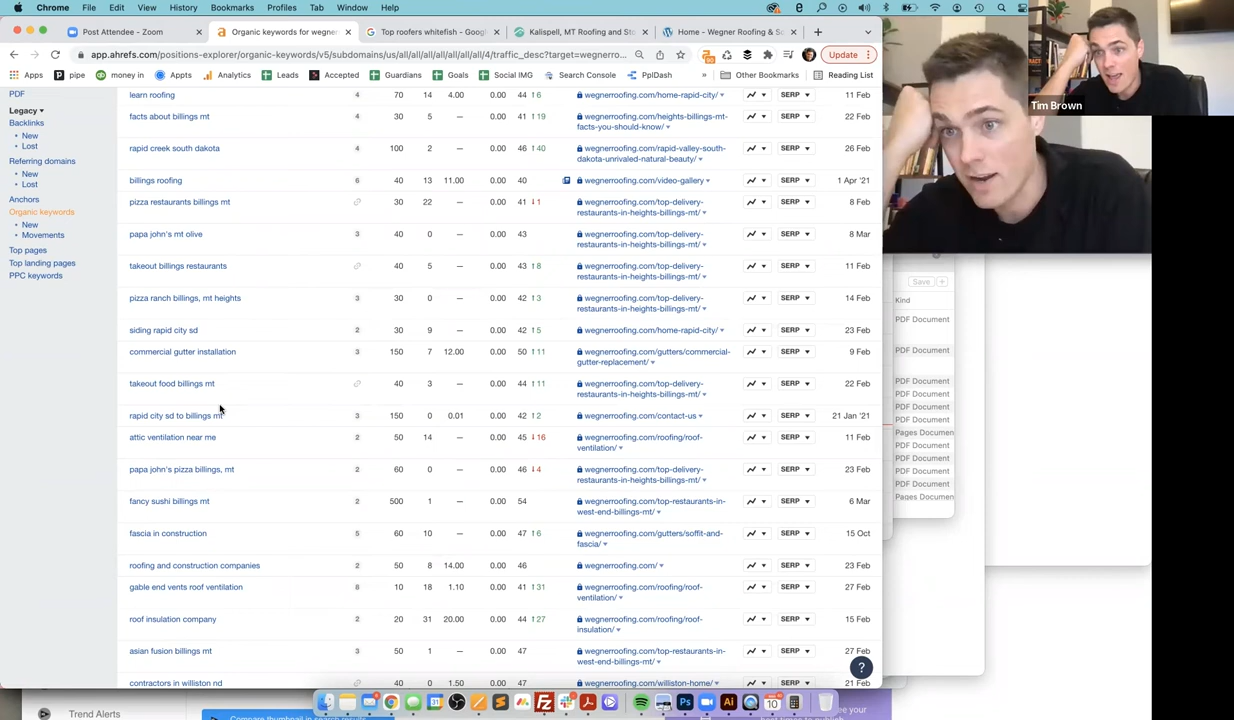 Chrome File Edit View History Bookmarks Profiles Tab Window Help
Post Attendee - Zoom
Organic keywords for wegner
Top roofers whitefish - Goog
Kalispell, MT Roofing and Sto
Home – Wegner Roofing & So
app.ahrefs.com/positions-explorer/organic-keywords/v5/subdomains/us/all/all/all/all/all/all/all/4/traffic_desc?target=wegnerro...
Update
Apps pipe money in Appts Analytics Leads Accepted Guardians Goals Social IMG Search Console PplDash » Other Bookmarks Reading List
Tim Brown
PDF
Legacy
Backlinks
New
Lost
Referring domains
New
Lost
Anchors
Organic keywords
New
Movements
Top pages
Top landing pages
PPC keywords
learn roofing 4 70 14 4.00 0.00 44 ↑6 wegnerroofing.com/home-rapid-city/ SERP 11 Feb
facts about billings mt 4 30 5 — 0.00 41 ↑19 wegnerroofing.com/heights-billings-mt-
facts-you-should-know/ SERP 22 Feb
rapid creek south dakota 4 100 2 — 0.00 46 ↑40 wegnerroofing.com/rapid-valley-south-
dakota-unrivaled-natural-beauty/ SERP 26 Feb
billings roofing 6 40 13 11.00 0.00 40 wegnerroofing.com/video-gallery SERP 1 Apr '21
pizza restaurants billings mt 30 22 — 0.00 41 ↓1 wegnerroofing.com/top-delivery-
restaurants-in-heights-billings-mt/ SERP 8 Feb
papa john's mt olive 3 40 0 — 0.00 43 wegnerroofing.com/top-delivery-
restaurants-in-heights-billings-mt/ SERP 8 Mar
takeout billings restaurants 40 5 — 0.00 43 ↑8 wegnerroofing.com/top-delivery-
restaurants-in-heights-billings-mt/ SERP 11 Feb
pizza ranch billings, mt heights 3 30 0 — 0.00 42 ↑3 wegnerroofing.com/top-delivery-
restaurants-in-heights-billings-mt/ SERP 14 Feb
siding rapid city sd 2 30 9 — 0.00 42 ↑5 wegnerroofing.com/home-rapid-city/ SERP 23 Feb
commercial gutter installation 3 150 7 12.00 0.00 50 ↑11 wegnerroofing.com/gutters/commercial-
gutter-replacement/ SERP 9 Feb
takeout food billings mt 40 3 — 0.00 44 ↑11 wegnerroofing.com/top-delivery-
restaurants-in-heights-billings-mt/ SERP 22 Feb
rapid city sd to billings mt 3 150 0 0.01 0.00 42 ↑2 wegnerroofing.com/contact-us SERP 21 Jan '21
attic ventilation near me 2 50 14 — 0.00 45 ↓16 wegnerroofing.com/roofing/roof-
ventilation/ SERP 11 Feb
papa john's pizza billings, mt 2 60 0 — 0.00 46 ↓4 wegnerroofing.com/top-delivery-
restaurants-in-heights-billings-mt/ SERP 23 Feb
fancy sushi billings mt 2 500 1 — 0.00 54 wegnerroofing.com/top-restaurants-in-
west-end-billings-mt/ SERP 6 Mar
fascia in construction 5 60 10 — 0.00 47 ↑6 wegnerroofing.com/gutters/soffit-and-
fascia/ SERP 15 Oct
roofing and construction companies 2 50 8 14.00 0.00 46 wegnerroofing.com/ SERP 23 Feb
gable end vents roof ventilation 8 10 18 1.10 0.00 41 ↑31 wegnerroofing.com/roofing/roof-
ventilation/ SERP 27 Feb
roof insulation company 2 20 31 20.00 0.00 44 ↑27 wegnerroofing.com/roofing/roof-
insulation/ SERP 15 Feb
asian fusion billings mt 3 50 1 — 0.00 47 wegnerroofing.com/top-restaurants-in-
west-end-billings-mt/ SERP 27 Feb
contractors in williston nd 40 0 1.50 0.00 47 wegnerroofing.com/williston-home/ SERP 21 Feb
?
Save +
Kind
PDF Document
PDF Document
PDF Document
PDF Document
PDF Document
PDF Document
Pages Documen
PDF Document
PDF Document
PDF Document
PDF Document
Pages Documen
Trend Alerts